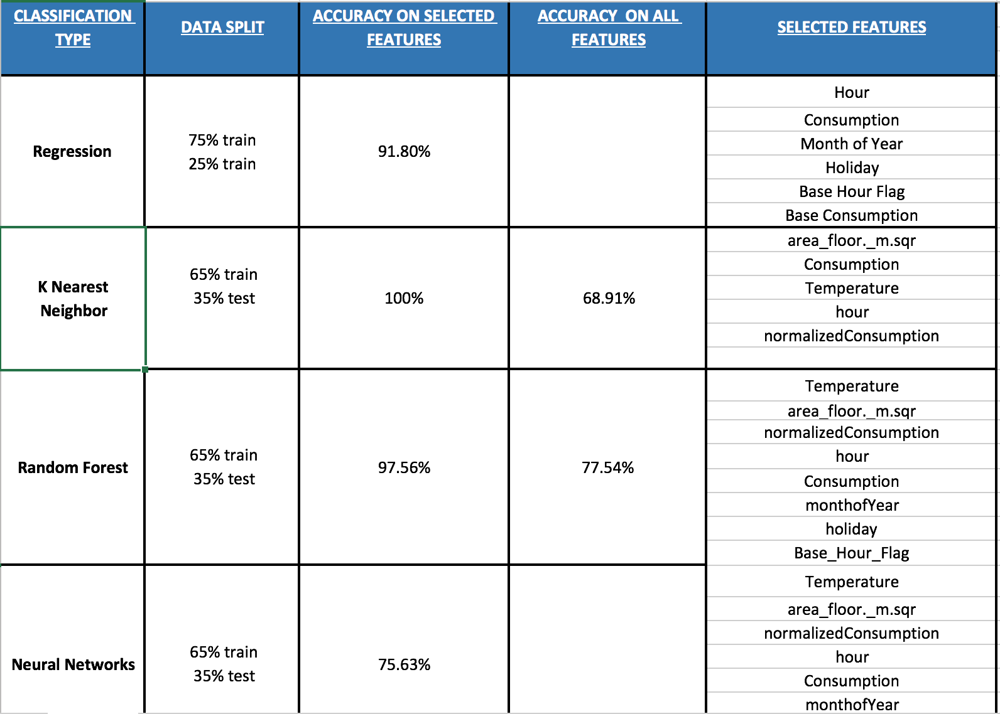 CLASSIFICATION
TYPE
DATA SPLIT
ACCURACY ON SELECTED
FEATURES
ACCURACY  ON ALL
FEATURES
SELECTED FEATURES
Regression
75% train
25% train
91.80%
Hour
Consumption
Month of Year
Holiday
Base Hour Flag
Base Consumption
K Nearest
Neighbor
65% train
35% test
100%
68.91%
area_floor._m.sqr
Consumption
Temperature
hour
normalizedConsumption
Random Forest
65% train
35% test
97.56%
77.54%
Temperature
area_floor._m.sqr
normalizedConsumption
hour
Consumption
monthofYear
holiday
Base_Hour_Flag
Neural Networks
65% train
35% test
75.63%
Temperature
area_floor._m.sqr
normalizedConsumption
hour
Consumption
monthofYear